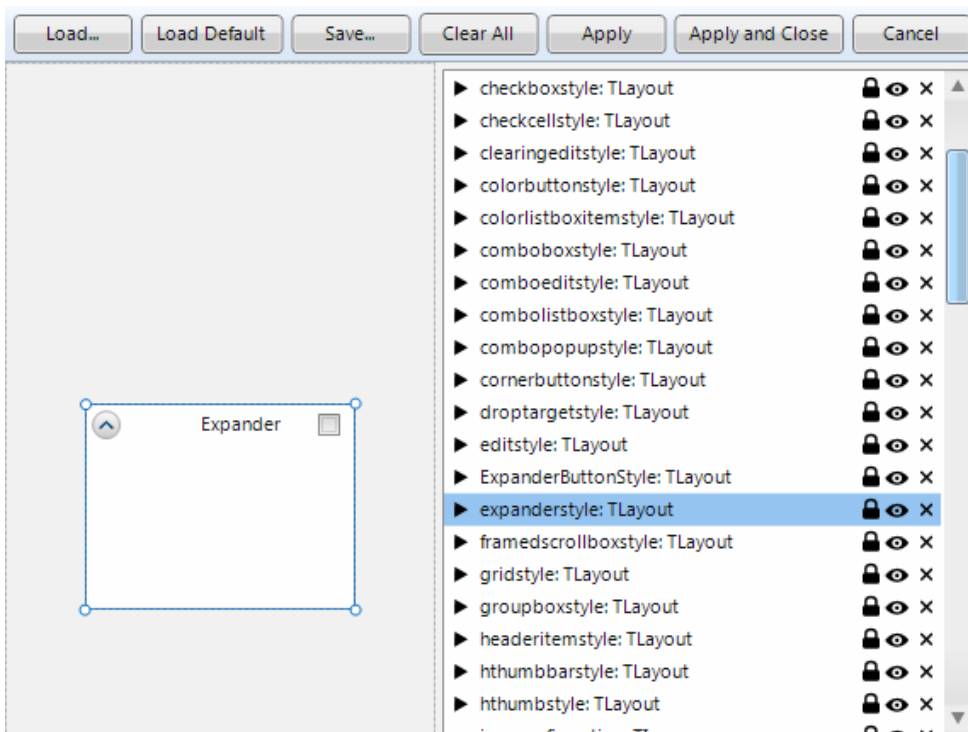 Load... Load Default Save... Clear All Apply Apply and Close Cancel
checkboxstyle: TLayout
checkcellstyle: TLayout
clearingeditstyle: TLayout
colorbuttonstyle: TLayout
colorlistboxitemstyle: TLayout
comboboxstyle: TLayout
comboeditstyle: TLayout
combolistboxstyle: TLayout
combopopupstyle: TLayout
cornerbuttonstyle: TLayout
droptargetstyle: TLayout
Expander
editstyle: TLayout
ExpanderButtonStyle: TLayout
expanderstyle: TLayout
framedscrollboxstyle: TLayout
gridstyle: TLayout
groupboxstyle: TLayout
headeritemstyle: TLayout
hthumbbarstyle: TLayout
hthumbstyle: TLayout